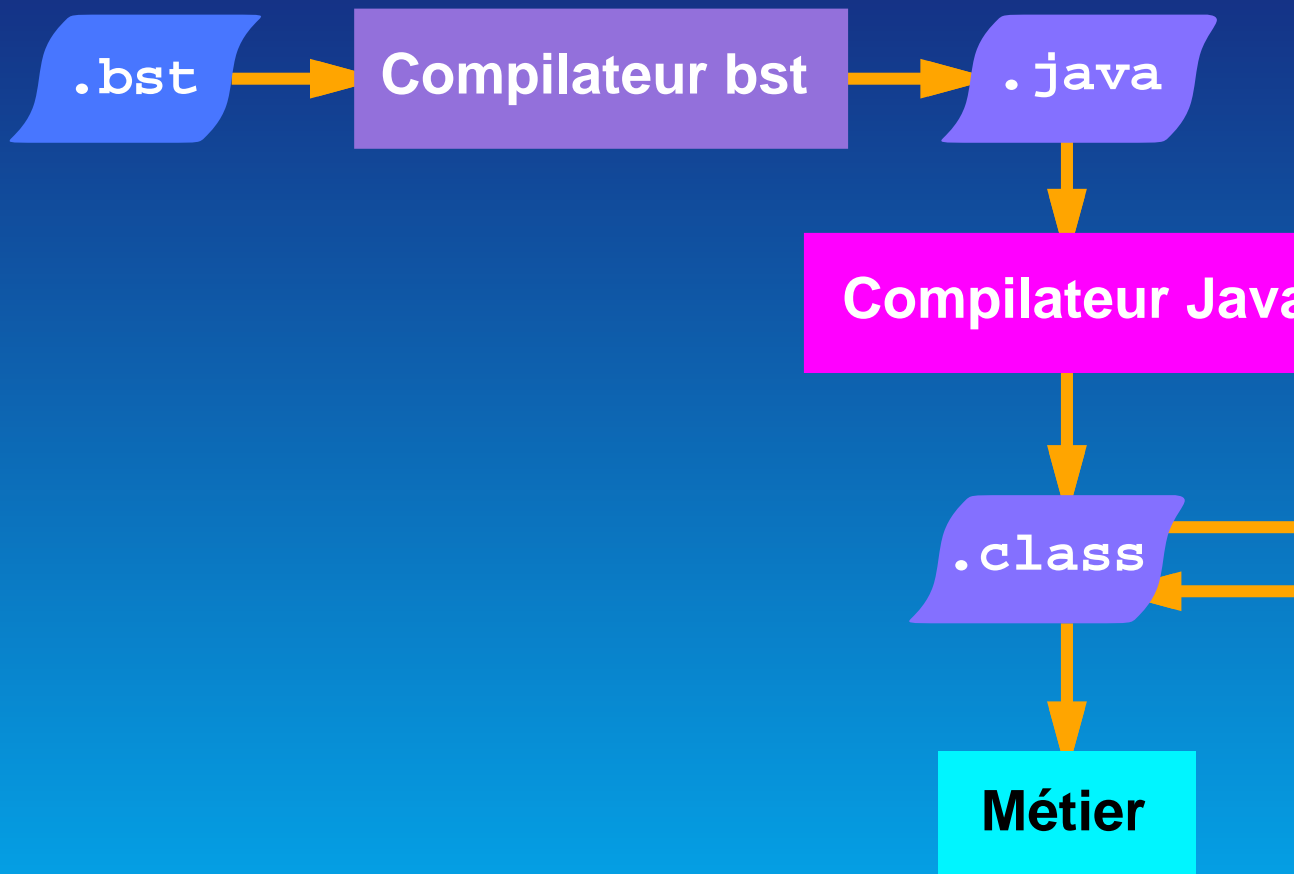 .bst
Compilateur bst
.java
Compilateur Java
.class
Métier